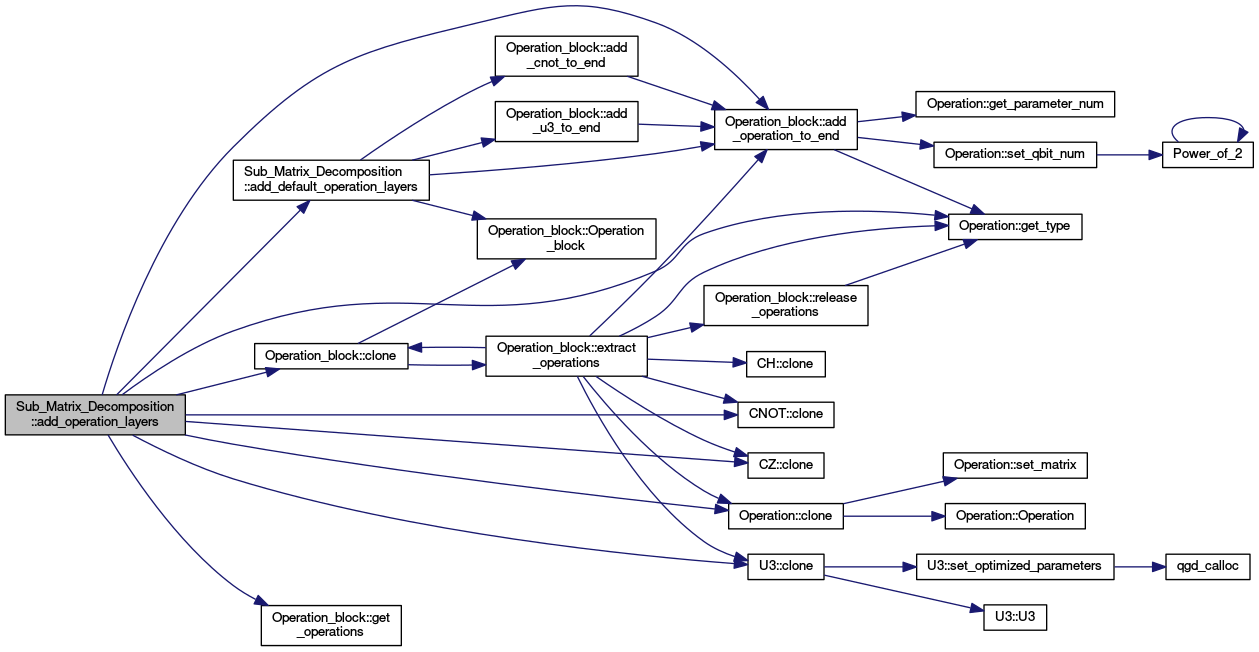 Operation_block::add
_cnot_to_end
Operation_block::add
_u3_to_end
Operation_block::add
_operation_to_end
Operation::get_parameter_num
Operation::set_qbit_num
Power_of_2
Sub_Matrix_Decomposition
::add_default_operation_layers
Operation_block::Operation
_block
Operation::get_type
Operation_block::release
_operations
Operation_block::clone
Operation_block::extract
_operations
CH::clone
Sub_Matrix_Decomposition
::add_operation_layers
CNOT::clone
CZ::clone
Operation::set_matrix
Operation::clone
Operation::Operation
U3::clone
U3::set_optimized_parameters
qgd_calloc
U3::U3
Operation_block::get
_operations